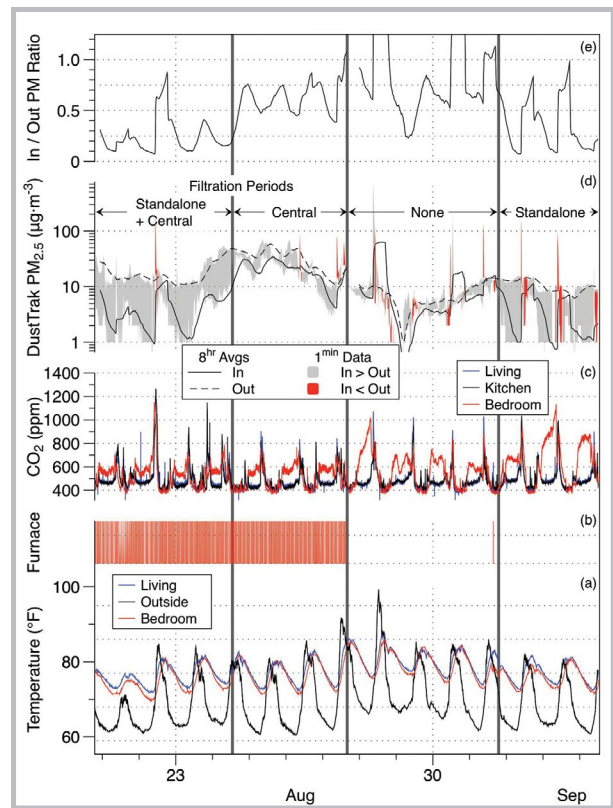 (e)
In / Out PM Ratio
1.0
0.5
0
(d)
Filtration Periods
Standalone
+ Central
Central
None
Standalone
DustTrak PM2.5 (µg·m-3)
100
10
1
8hr Avgs
In
Out
1min Data
In > Out
In < Out
(c)
Living
Kitchen
Bedroom
CO2 (ppm)
1400
1200
1000
800
600
400
(b)
Furnace
(a)
Living
Outside
Bedroom
Temperature (°F)
100
80
60
23
30
Aug
Sep